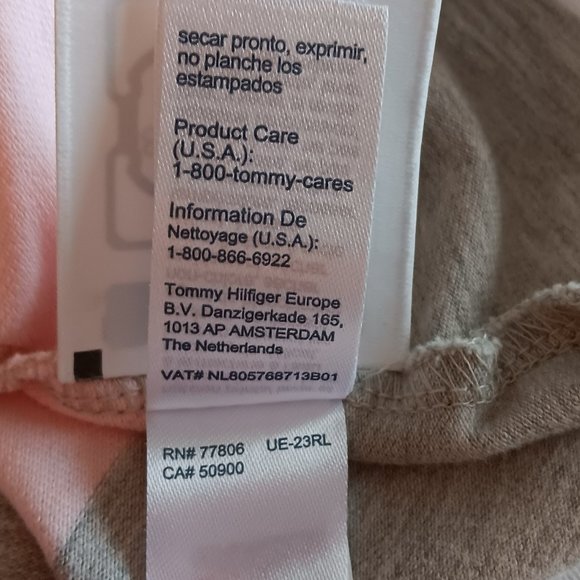 secar pronto, exprimir,
no planche los
estampados
Product Care
(U.S.A.):
1-800-tommy-cares
Information De
Nettoyage (U.S.A.):
1-800-866-6922
Tommy Hilfiger Europe
B.V. Danzigerkade 165,
1013 AP AMSTERDAM
The Netherlands
VAT# NL805768713B01
RN# 77806 UE-23RL
CA# 50900